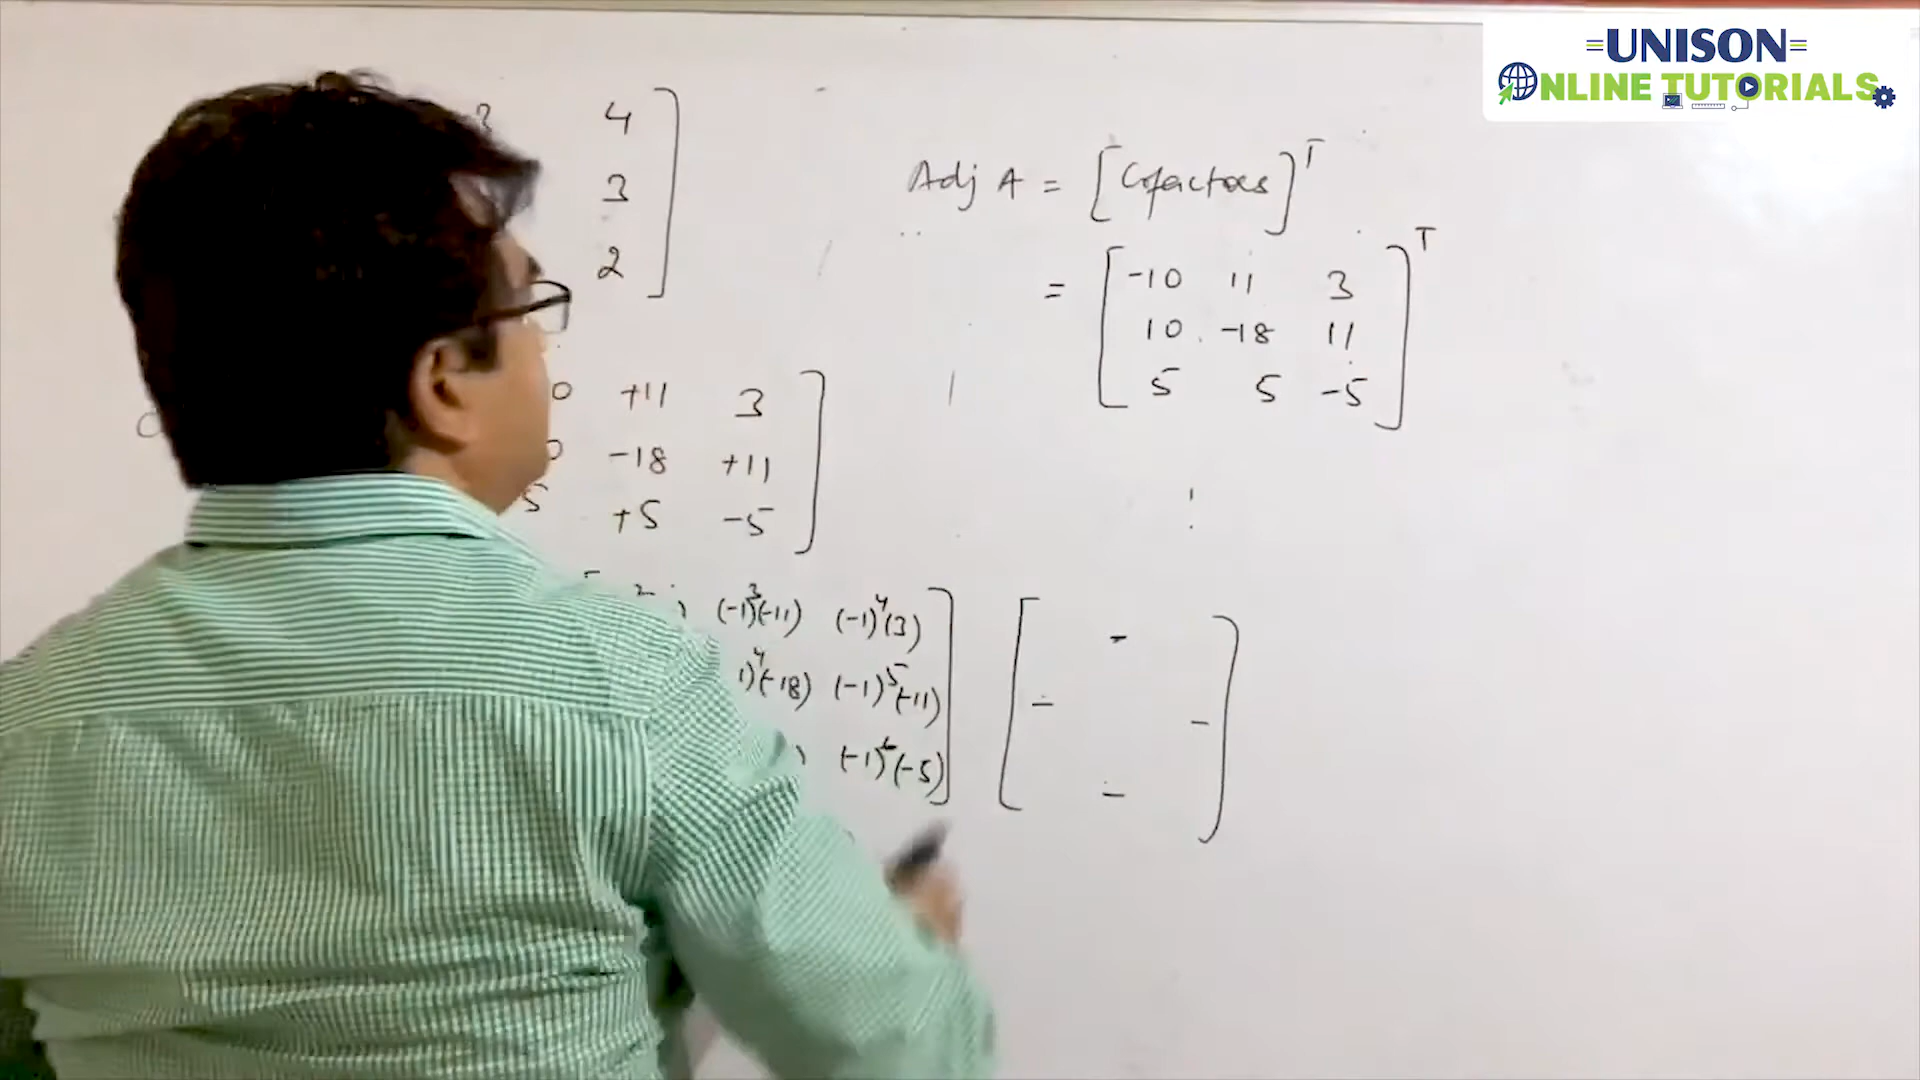 UNISON
ONLINE TUTORIALS
3 4
3
2
Adj A = [Cofactors]ᵀ
= [-10 11 3
10 -18 11
5 5 -5]ᵀ
0 +11 3
0 -18 +11
5 +5 -5
(-1)³(-11) (-1)⁴(3)
1)⁴(-18) (-1)⁵(-11)
) (-1)⁶(-5)
[ -
- -
- ]